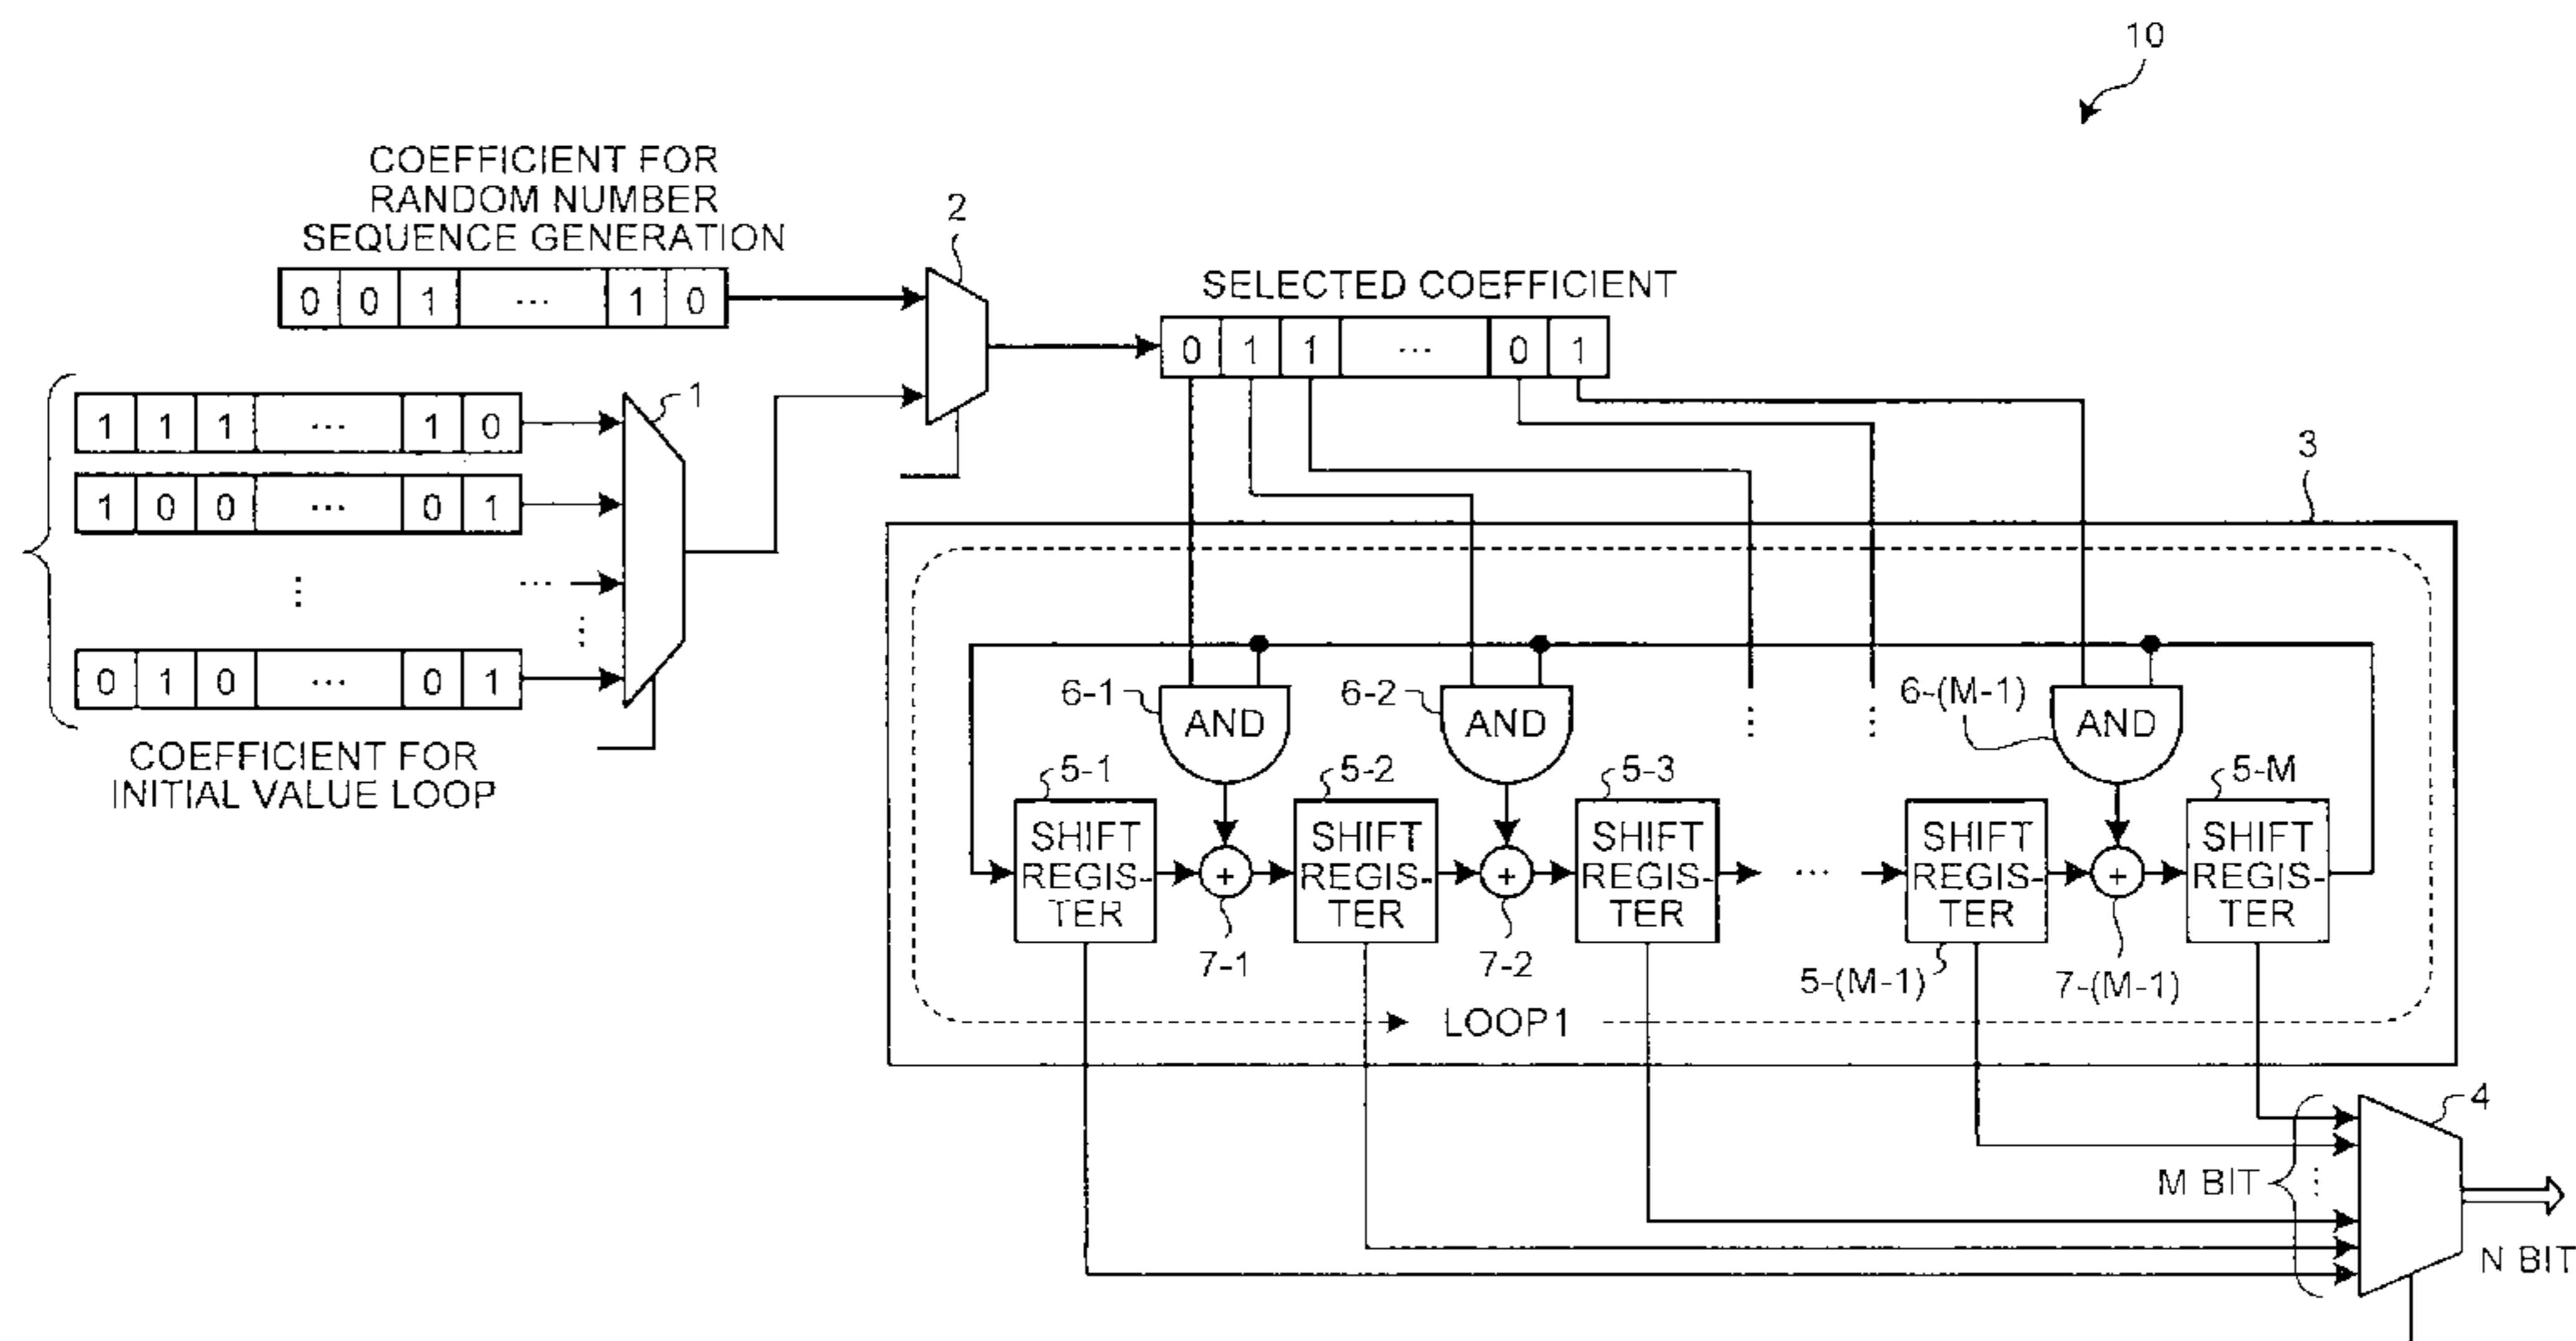 10
COEFFICIENT FOR
RANDOM NUMBER
SEQUENCE GENERATION
2
0 0 1 ... 1 0
SELECTED COEFFICIENT
0 1 1 ... 0 1
1
1 1 1 ... 1 0
1 0 0 ... 0 1
...
0 1 0 ... 0 1
COEFFICIENT FOR
INITIAL VALUE LOOP
3
6-1
AND
6-2
AND
6-(M-1)
AND
5-1
SHIFT
REGIS-
TER
+
7-1
5-2
SHIFT
REGIS-
TER
+
7-2
5-3
SHIFT
REGIS-
TER
...
SHIFT
REGIS-
TER
5-(M-1)
+
7-(M-1)
5-M
SHIFT
REGIS-
TER
LOOP1
4
M BIT
N BIT